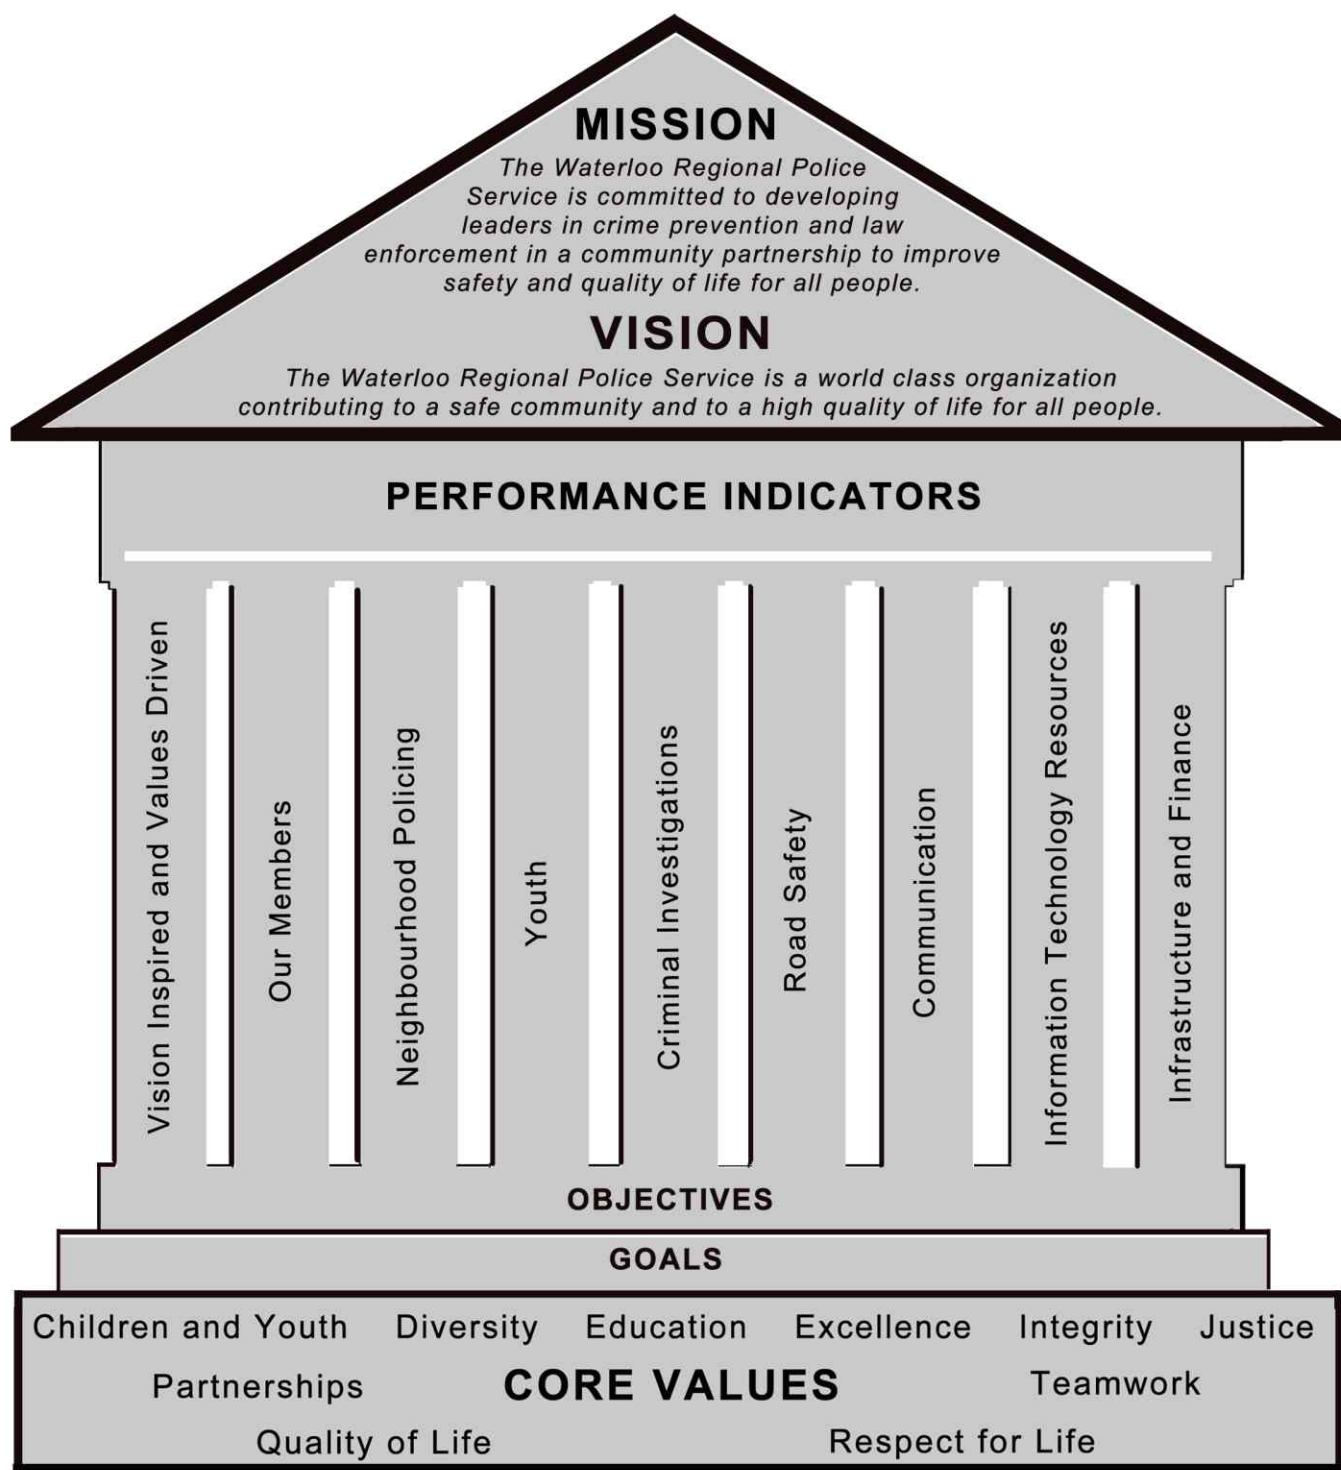 MISSION
The Waterloo Regional Police
Service is committed to developing
leaders in crime prevention and law
enforcement in a community partnership to improve
safety and quality of life for all people.
VISION
The Waterloo Regional Police Service is a world class organization
contributing to a safe community and to a high quality of life for all people.
PERFORMANCE INDICATORS
Vision Inspired and Values Driven
Our Members
Neighbourhood Policing
Youth
Criminal Investigations
Road Safety
Communication
Information Technology Resources
Infrastructure and Finance
OBJECTIVES
GOALS
Children and Youth Diversity Education Excellence Integrity Justice
Partnerships CORE VALUES Teamwork
Quality of Life Respect for Life